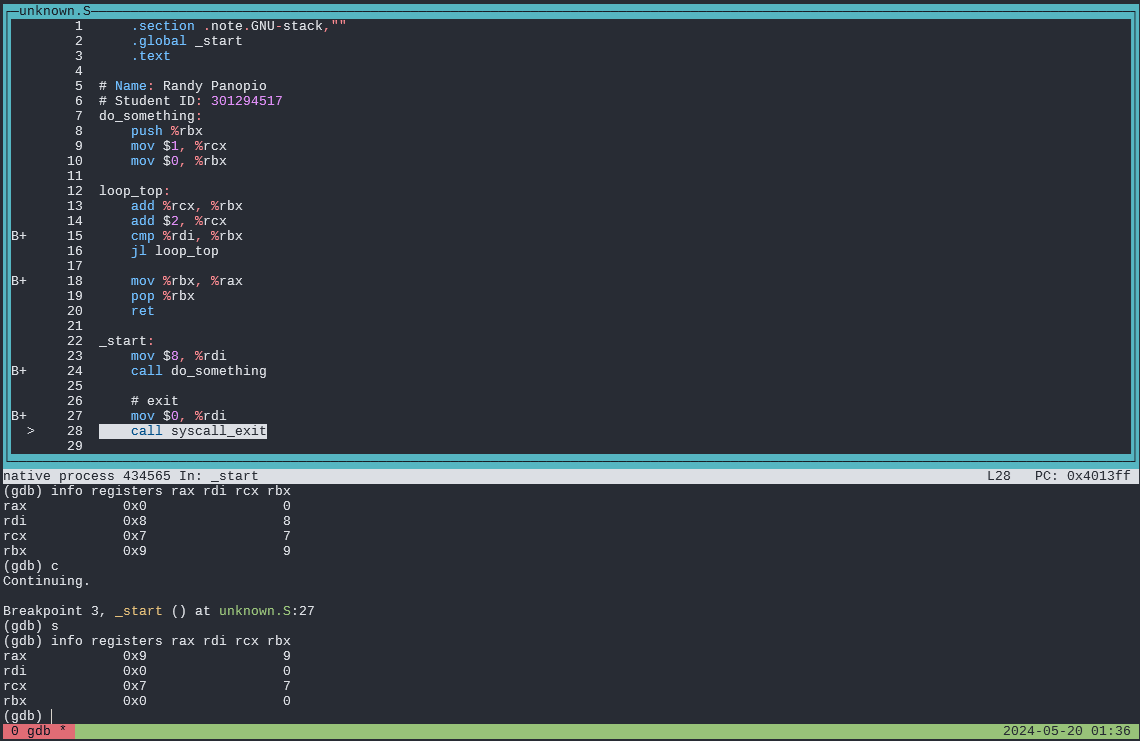 unknown.S
1 .section .note.GNU-stack,""
2 .global _start
3 .text
4
5 # Name: Randy Panopio
6 # Student ID: 301294517
7 do_something:
8 push %rbx
9 mov $1, %rcx
10 mov $0, %rbx
11
12 loop_top:
13 add %rcx, %rbx
14 add $2, %rcx
B+ 15 cmp %rdi, %rbx
16 jl loop_top
17
B+ 18 mov %rbx, %rax
19 pop %rbx
20 ret
21
22 _start:
23 mov $8, %rdi
B+ 24 call do_something
25
26 # exit
B+ 27 mov $0, %rdi
> 28 call syscall_exit
29
native process 434565 In: _start L28 PC: 0x4013ff
(gdb) info registers rax rdi rcx rbx
rax 0x0 0
rdi 0x8 8
rcx 0x7 7
rbx 0x9 9
(gdb) c
Continuing.
Breakpoint 3, _start () at unknown.S:27
(gdb) s
(gdb) info registers rax rdi rcx rbx
rax 0x9 9
rdi 0x0 0
rcx 0x7 7
rbx 0x0 0
(gdb)
0 gdb * 2024-05-20 01:36